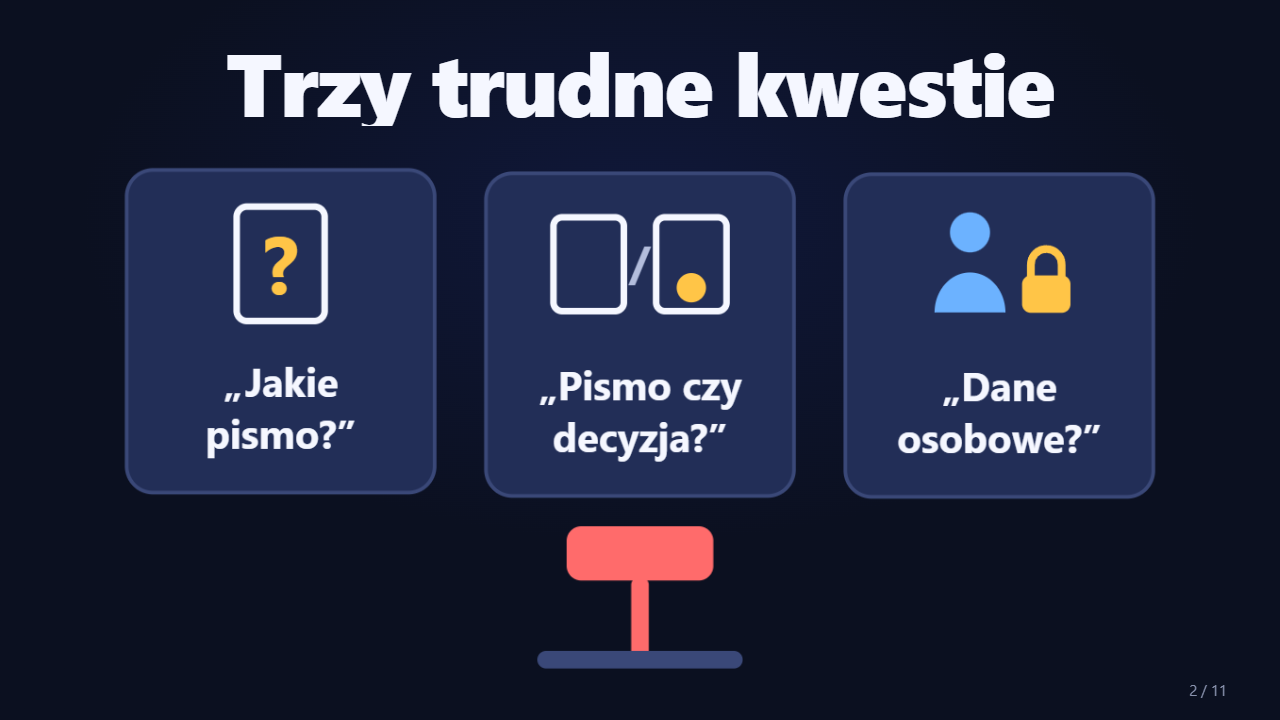 Trzy trudne kwestie
?
/
„Jakie
pismo?”
„Pismo czy
decyzja?”
„Dane
osobowe?”
2 / 11